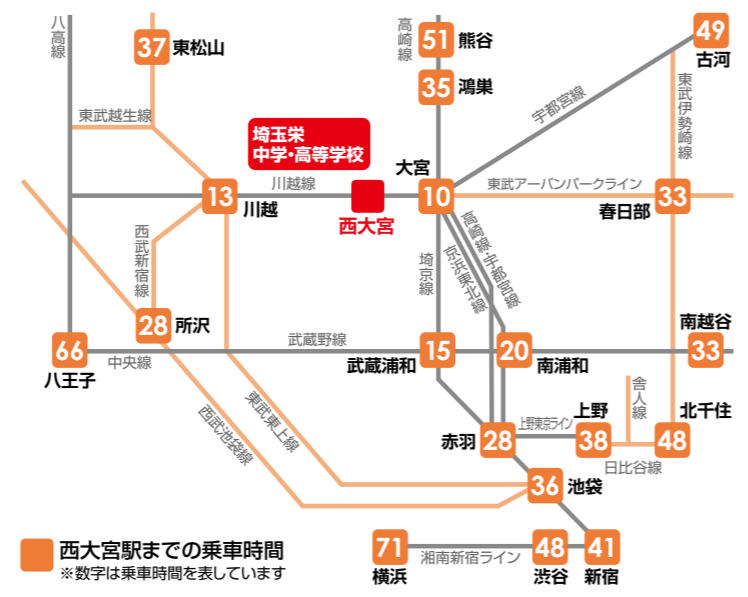 八高線
37
東松山
高崎線
51
熊谷
49
古河
35
鴻巣
東武越生線
宇都宮線
東武伊勢崎線
埼玉栄
中学・高等学校
大宮
13
川越
川越線
西大宮
10
東武アーバンパークライン
33
春日部
西武新宿線
埼京線
京浜東北線
高崎線・宇都宮線
28
所沢
66
八王子
中央線
武蔵野線
15
武蔵浦和
20
南浦和
南越谷
33
西武池袋線
東武東上線
赤羽
28
上野東京ライン
上野
38
舎人線
日比谷線
北千住
48
36
池袋
71
横浜
湘南新宿ライン
48
渋谷
41
新宿
西大宮駅までの乗車時間
※数字は乗車時間を表しています